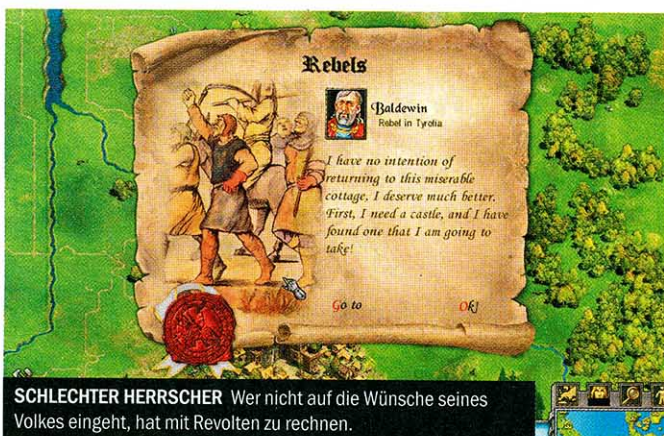 Rebels
Baldewin
Rebel in Tyrolia
I have no intention of
returning to this miserable
cottage, I deserve much better.
First, I need a castle, and I have
found one that I am going to
take!
Go to Ok!
SCHLECHTER HERRSCHER Wer nicht auf die Wünsche seines
Volkes eingeht, hat mit Revolten zu rechnen.